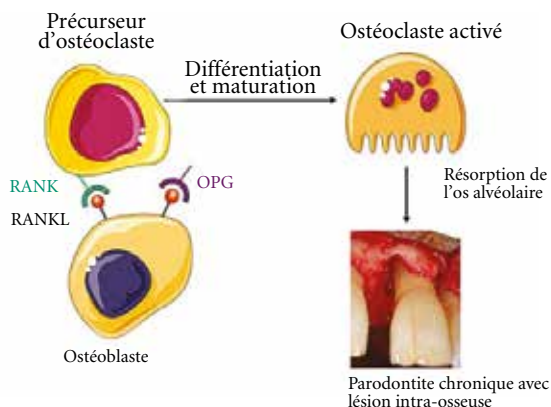 Précurseur
d'ostéoclaste
Ostéoclaste activé
Différentiation
et maturation
RANK
OPG
RANKL
Résorption de
l'os alvéolaire
Ostéoblaste
Parodontite chronique avec
lésion intra-osseuse